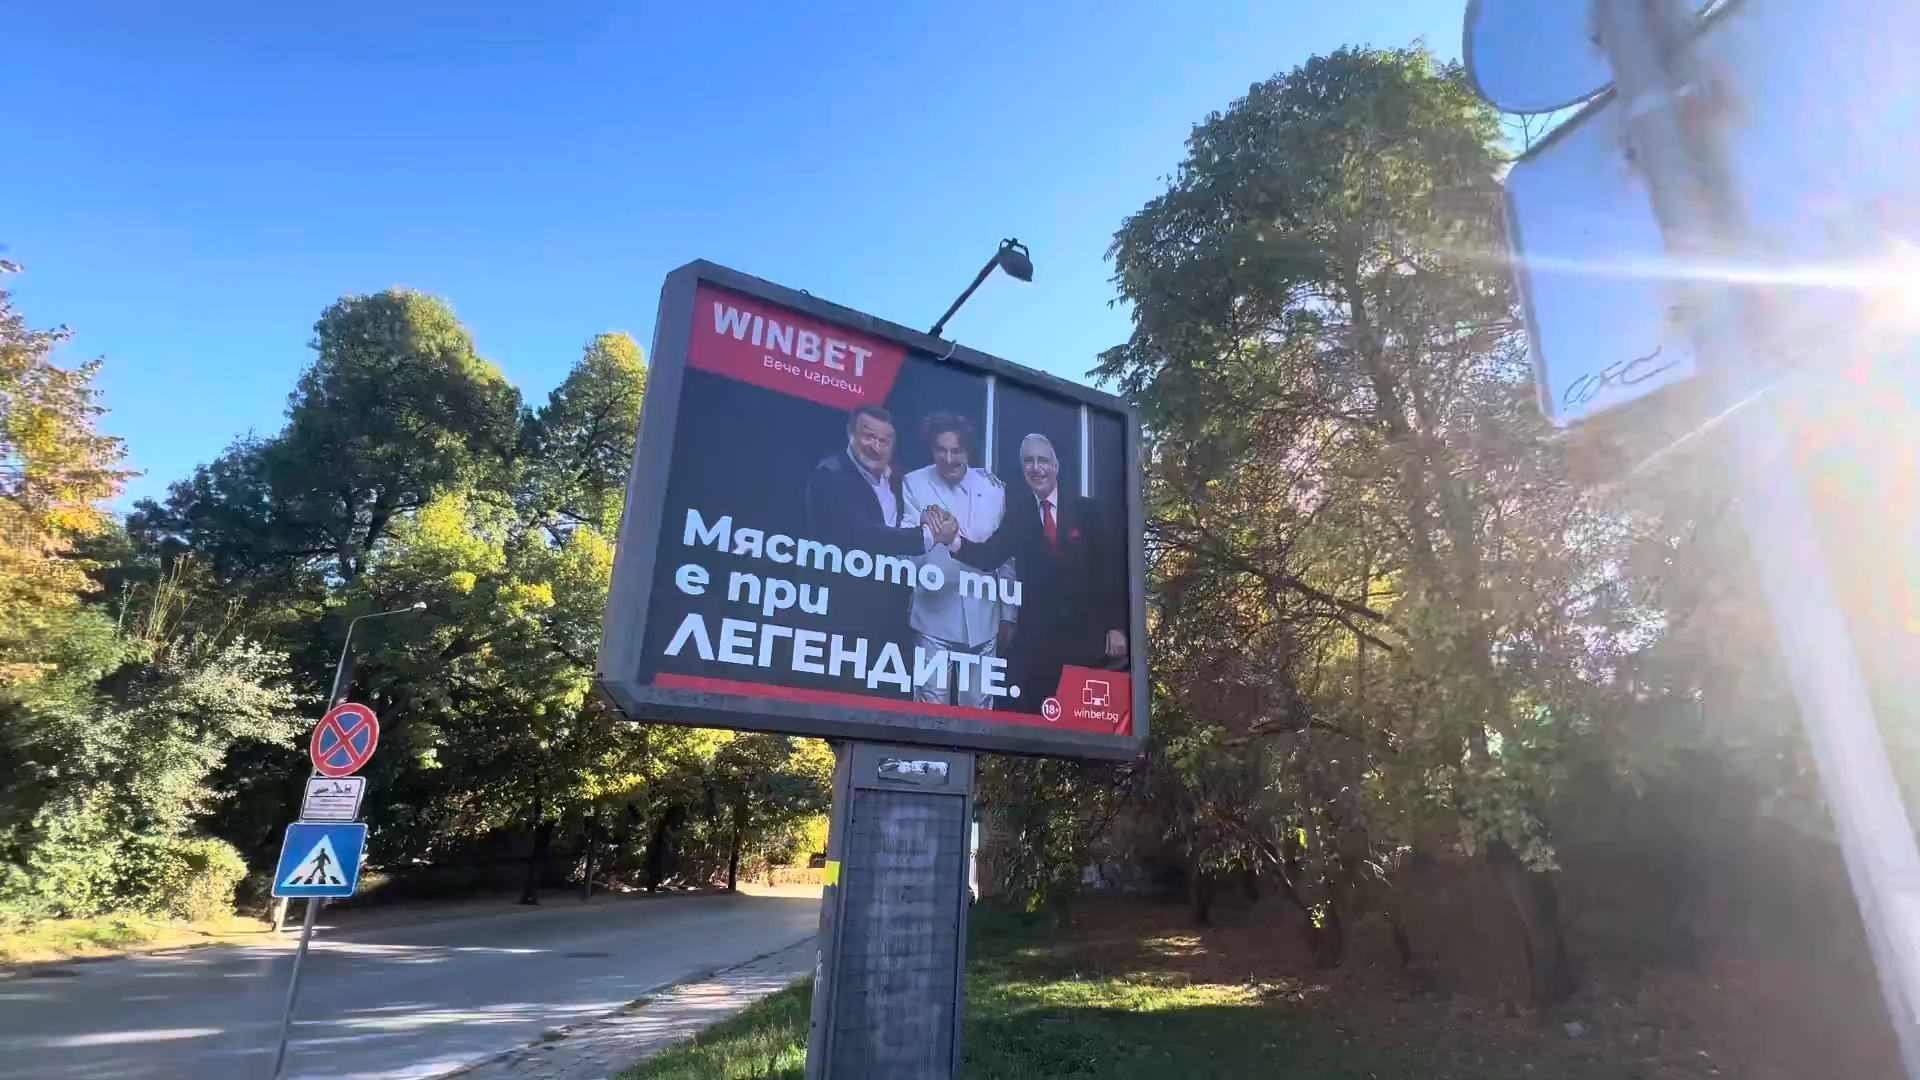 WINBET
Вече играеш.
Мястото ти
е при
ЛЕГЕНДИТЕ.
18+
winbet.bg